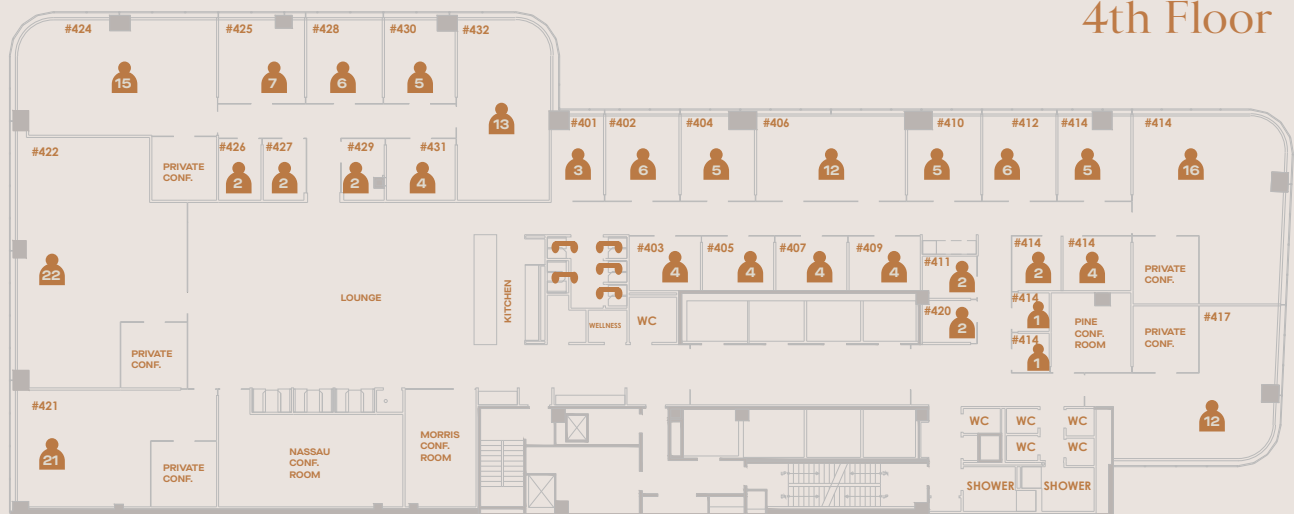 4th Floor
#424
15
#425
7
#428
6
#430
5
#432
13
#422
22
PRIVATE
CONF.
#426
2
#427
2
#429
2
#431
4
#401
3
#402
6
#404
5
#406
12
#410
5
#412
6
#414
5
#414
16
#403
4
#405
4
#407
4
#409
4
#411
2
#420
2
#414
2
#414
4
#414
1
#414
1
PRIVATE
CONF.
PINE
CONF.
ROOM
PRIVATE
CONF.
#417
12
LOUNGE
KITCHEN
WELLNESS
WC
PRIVATE
CONF.
#421
21
PRIVATE
CONF.
NASSAU
CONF.
ROOM
MORRIS
CONF.
ROOM
WC
WC
WC
WC
WC
SHOWER
SHOWER